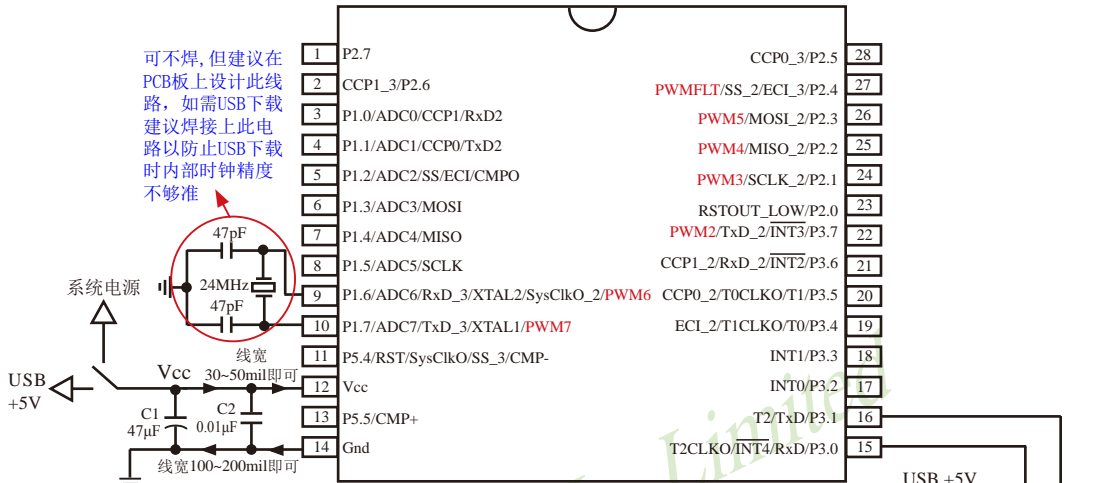 可不焊,但建议在
PCB板上设计此线
路，如需USB下载
建议焊接上此电
路以防止USB下载
时内部时钟精度
不够准
47pF
24MHz
47pF
系统电源
USB
+5V
Vcc
线宽
30~50mil即可
C1
47μF
C2
0.01μF
线宽100~200mil即可
1 P2.7
2 CCP1_3/P2.6
3 P1.0/ADC0/CCP1/RxD2
4 P1.1/ADC1/CCP0/TxD2
5 P1.2/ADC2/SS/ECI/CMPO
6 P1.3/ADC3/MOSI
7 P1.4/ADC4/MISO
8 P1.5/ADC5/SCLK
9 P1.6/ADC6/RxD_3/XTAL2/SysClkO_2/PWM6
10 P1.7/ADC7/TxD_3/XTAL1/PWM7
11 P5.4/RST/SysClkO/SS_3/CMP-
12 Vcc
13 P5.5/CMP+
14 Gnd
CCP0_3/P2.5 28
PWMFLT/SS_2/ECI_3/P2.4 27
PWM5/MOSI_2/P2.3 26
PWM4/MISO_2/P2.2 25
PWM3/SCLK_2/P2.1 24
RSTOUT_LOW/P2.0 23
PWM2/TxD_2/INT3/P3.7 22
CCP1_2/RxD_2/INT2/P3.6 21
CCP0_2/T0CLKO/T1/P3.5 20
ECI_2/T1CLKO/T0/P3.4 19
INT1/P3.3 18
INT0/P3.2 17
T2/TxD/P3.1 16
T2CLKO/INT4/RxD/P3.0 15
USB +5V
Limited